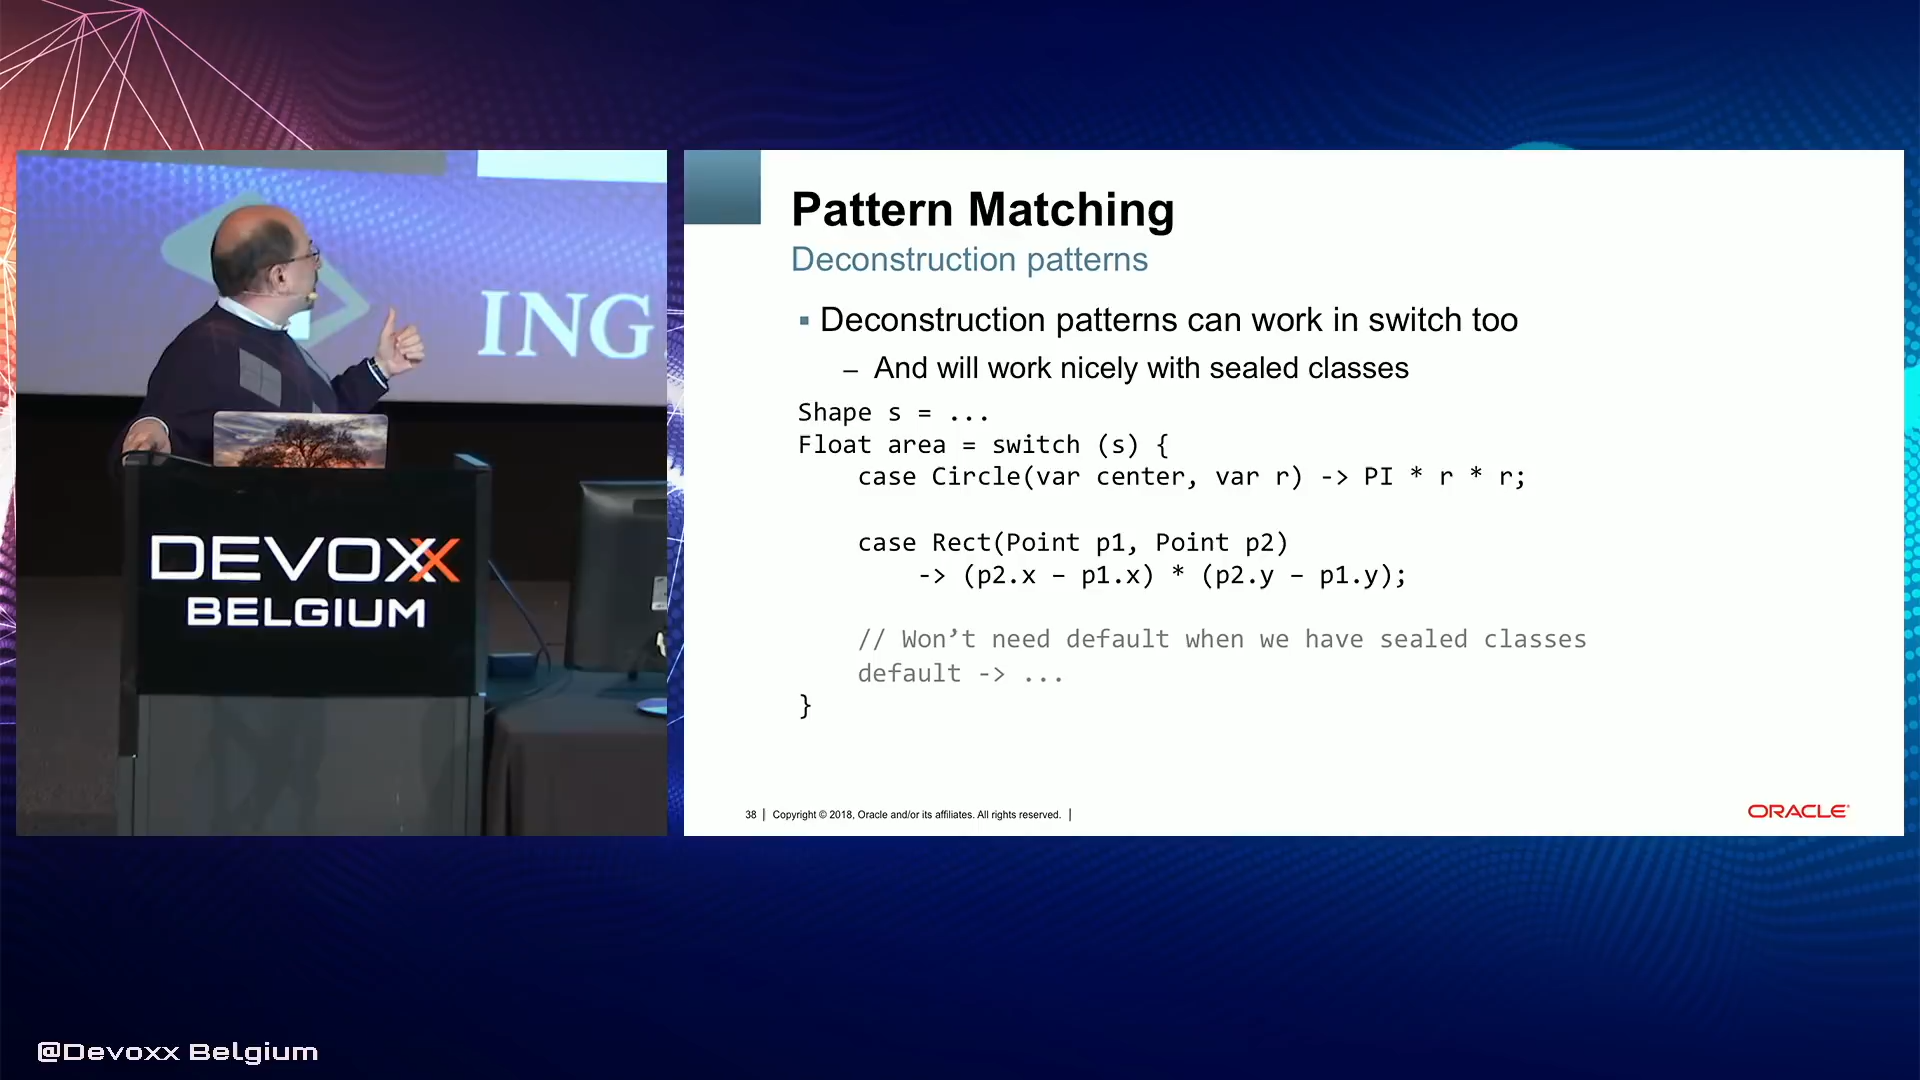 ING
DEVOXX
BELGIUM
Pattern Matching
Deconstruction patterns
▪ Deconstruction patterns can work in switch too
– And will work nicely with sealed classes
Shape s = ...
Float area = switch (s) {
case Circle(var center, var r) -> PI * r * r;
case Rect(Point p1, Point p2)
-> (p2.x – p1.x) * (p2.y – p1.y);
// Won’t need default when we have sealed classes
default -> ...
}
38 | Copyright © 2018, Oracle and/or its affiliates. All rights reserved. |
ORACLE®
@Devoxx Belgium